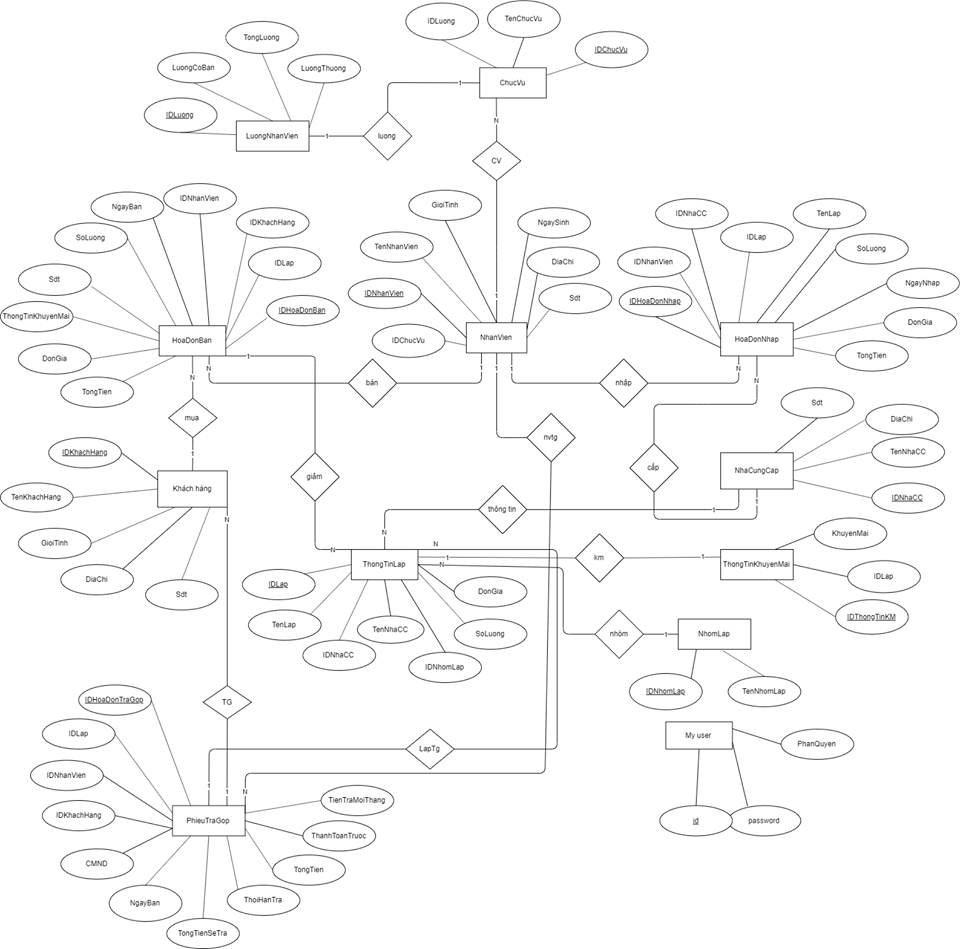 IDLuong
TenChucVu
IDChucVu
ChucVu
TongLuong
LuongCoBan
LuongThuong
IDLuong
LuongNhanVien
1
luong
1
N
CV
1
NgayBan
IDNhanVien
SoLuong
IDKhachHang
Sdt
IDLap
ThongTinKhuyenMai
IDHoaDonBan
DonGia
HoaDonBan
TongTien
GioiTinh
NgaySinh
TenNhanVien
DiaChi
IDNhanVien
Sdt
IDChucVu
NhanVien
IDNhaCC
TenLap
IDLap
SoLuong
IDNhanVien
NgayNhap
IDHoaDonNhap
DonGia
HoaDonNhap
TongTien
N
N
1
bán
1
1
1
nhập
N
N
mua
1
giảm
N
nvtg
cấp
1
Sdt
DiaChi
TenNhaCC
NhaCungCap
IDNhaCC
IDKhachHang
Khách hàng
TenKhachHang
GioiTinh
DiaChi
Sdt
N
thông tin
1
N
N
ThongTinLap
1
km
1
N
IDLap
TenLap
IDNhaCC
TenNhaCC
IDNhomLap
SoLuong
DonGia
KhuyenMai
ThongTinKhuyenMai
IDLap
IDThongTinKM
nhòm
1
NhomLap
IDNhomLap
TenNhomLap
My user
PhanQuyen
id
password
TG
1
LapTg
1
N
IDHoaDonTraGop
IDLap
IDNhanVien
IDKhachHang
PhieuTraGop
CMND
NgayBan
TongTienSeTra
ThoiHanTra
TongTien
ThanhToanTruoc
TienTraMoiThang